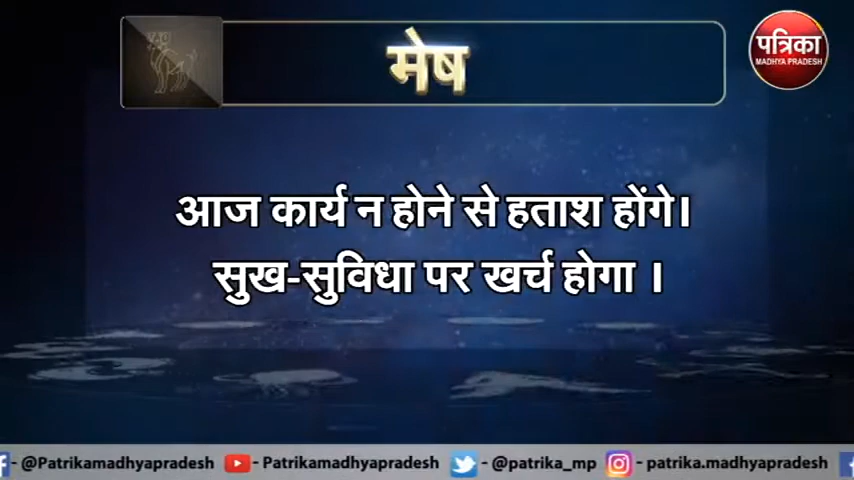 मेष
पत्रिका
MADHYA PRADESH
आज कार्य न होने से हताश होंगे।
सुख-सुविधा पर खर्च होगा ।
- @Patrikamadhyapradesh - Patrikamadhyapradesh - @patrika_mp - patrika.madhyapradesh